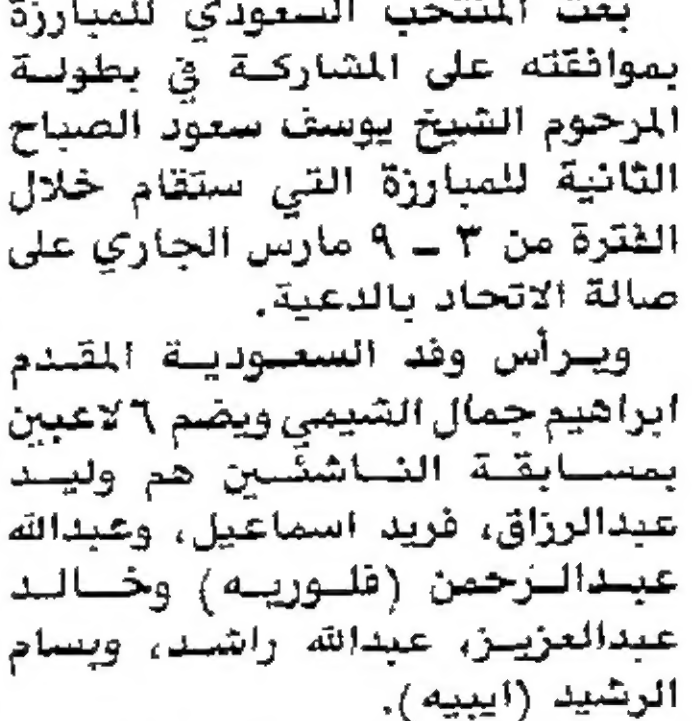 بعث المنتخب السعودي للمبارزة
بموافقته على المشاركة في بطولة
المرحوم الشيخ يوسف سعود الصباح
الثانية للمبارزة التي ستقام خلال
الفترة من ٣ ــ ٩ مارس الجاري على
صالة الاتحاد بالدعية.
ويرأس وفد السعودية المقدم
ابراهيم جمال الشيمي ويضم ٦ لاعبين
بمسابقة الناشئين هم وليد
عبدالرزاق، فريد اسماعيل، وعبدالله
عبدالرحمن (فلوريه) وخالد
عبدالعزيز، عبدالله راشد، وبسام
الرشيد (ايبيه).